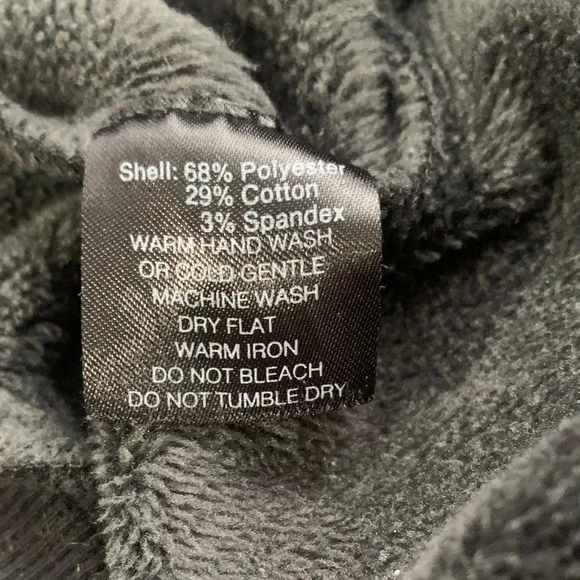 Shell: 68% Polyester
29% Cotton
3% Spandex
WARM HAND WASH
OR COLD GENTLE
MACHINE WASH
DRY FLAT
WARM IRON
DO NOT BLEACH
DO NOT TUMBLE DRY